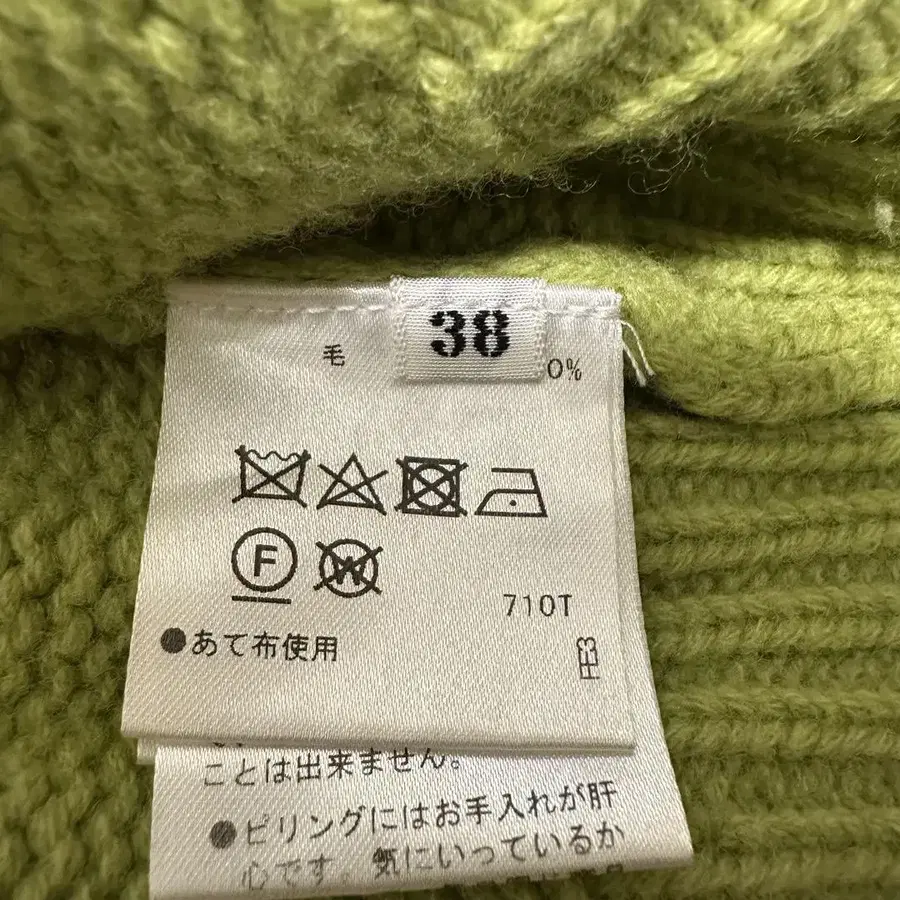 38
毛 0%
F W
710T
●あて布使用
FE3
ことは出来ません。
●ピリングにはお手入れが肝
心です。気にいっているか